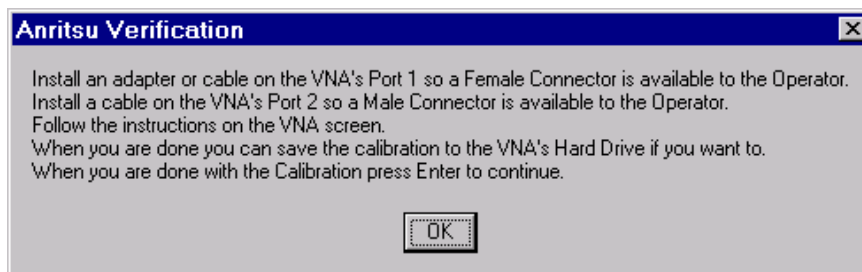 Anritsu Verification
Install an adapter or cable on the VNA's Port 1 so a Female Connector is available to the Operator.
Install a cable on the VNA's Port 2 so a Male Connector is available to the Operator.
Follow the instructions on the VNA screen.
When you are done you can save the calibration to the VNA's Hard Drive if you want to.
When you are done with the Calibration press Enter to continue.
OK